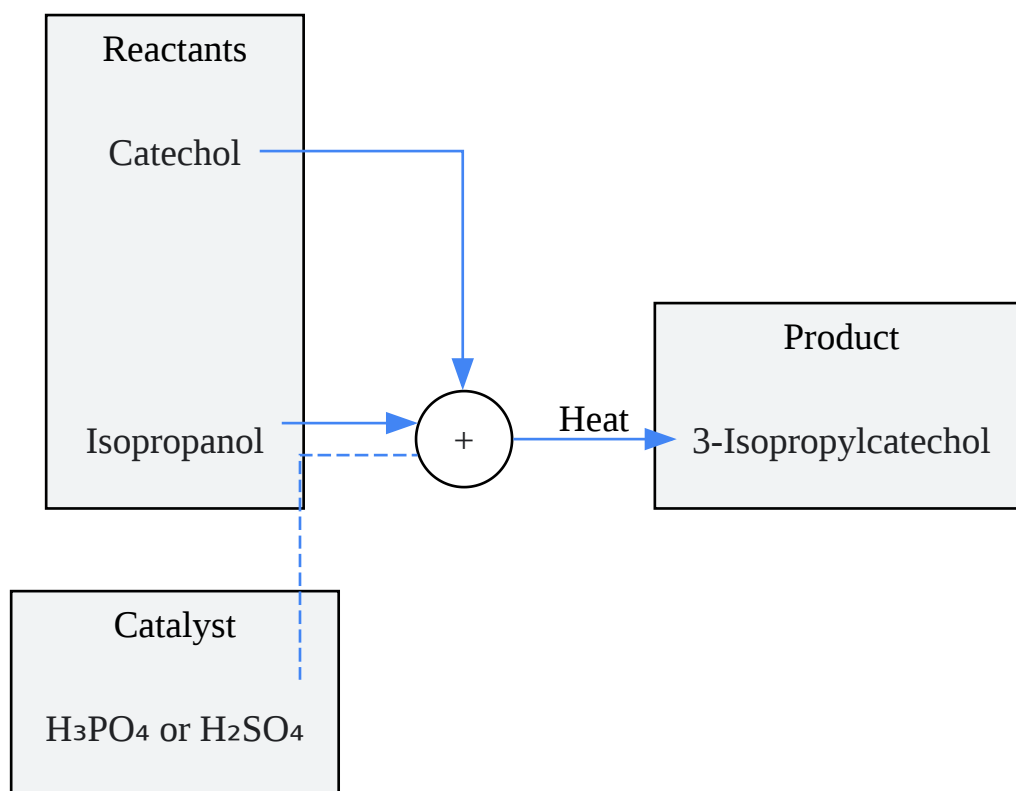 Reactants
Catechol
Isopropanol
+
Heat
Product
3-Isopropylcatechol
Catalyst
H₃PO₄ or H₂SO₄